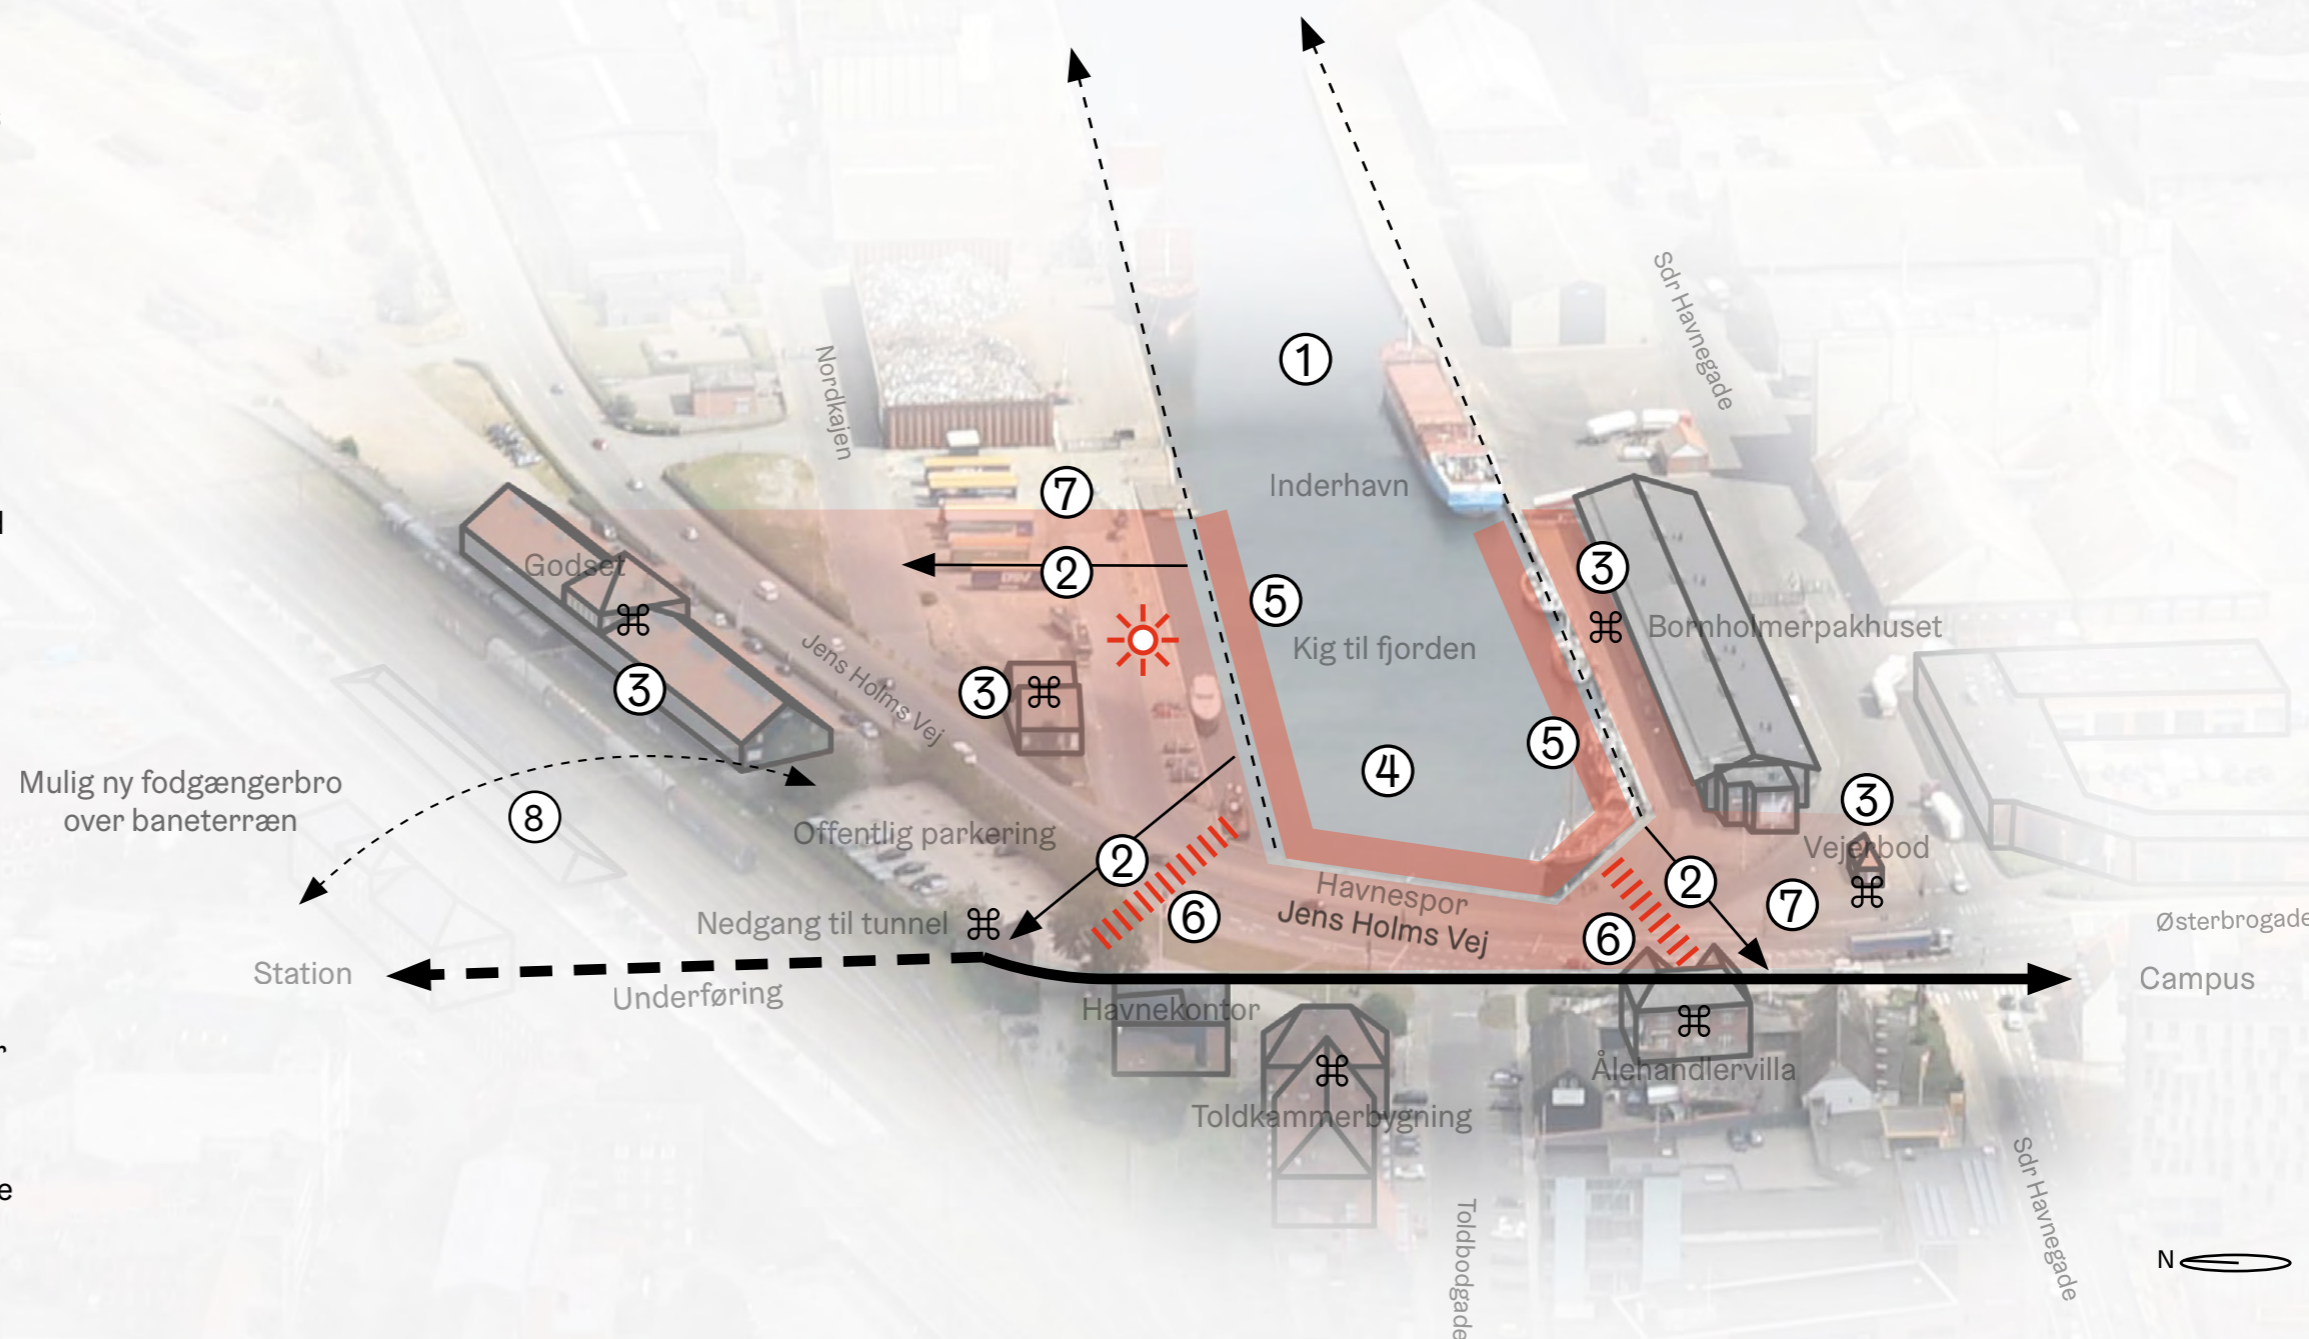 1
Sdr Havnegade
Nordkajen
Inderhavn
7
2
3
Godset
5
Bornholmerpakhuset
Kig til fjorden
3
3
Jens Holms Vej
5
4
Mulig ny fodgængerbro
over baneterræn
8
3
Offentlig parkering
2
Vejerbod
2
Havnespor
Jens Holms Vej
7
6
6
Østerbrogade
Nedgang til tunnel
Station
Underføring
Campus
Havnekontor
Ålehandlervilla
Toldkammerbygning
Toldbodgade
Sdr Havnegade
N